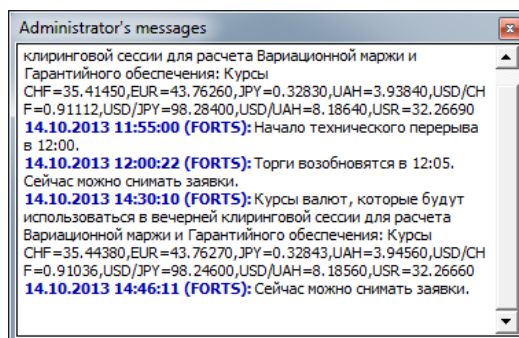 Administrator's messages
клиринговой сессии для расчета Вариационной маржи и
Гарантийного обеспечения: Курсы
CHF=35.41450,EUR=43.76260,JPY=0.32830,UAH=3.93840,USD/CH
F=0.91112,USD/JPY=98.28400,USD/UAH=8.18640,USR=32.26690
14.10.2013 11:55:00 (FORTS): Начало технического перерыва
в 12:00.
14.10.2013 12:00:22 (FORTS): Торги возобновятся в 12:05.
Сейчас можно снимать заявки.
14.10.2013 14:30:10 (FORTS): Курсы валют, которые будут
использоваться в вечерней клиринговой сессии для расчета
Вариационной маржи и Гарантийного обеспечения: Курсы
CHF=35.44380,EUR=43.76270,JPY=0.32843,UAH=3.94560,USD/CH
F=0.91036,USD/JPY=98.24600,USD/UAH=8.18560,USR=32.26660
14.10.2013 14:46:11 (FORTS): Сейчас можно снимать заявки.